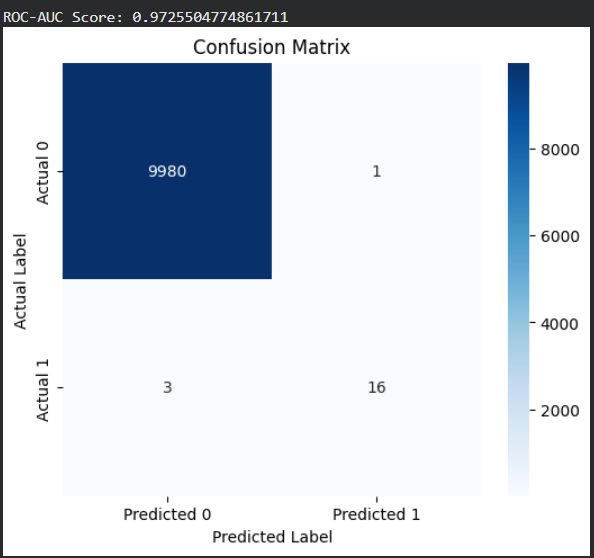 ROC-AUC Score: 0.9725504774861711
Confusion Matrix
Actual Label
Actual 0
9980
1
Actual 1
3
16
Predicted 0
Predicted 1
Predicted Label
8000
6000
4000
2000